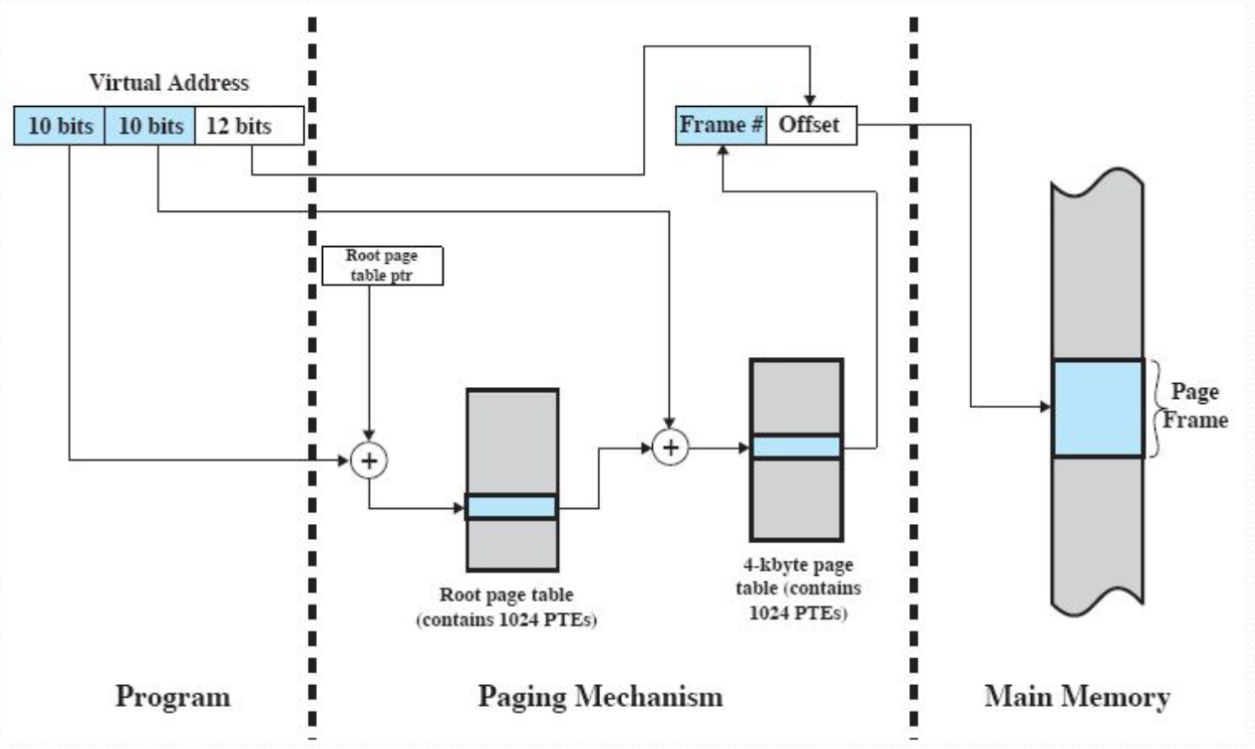 Virtual Address
10 bits 10 bits 12 bits
Frame # Offset
Root page
table ptr
+
+
Page
Frame
4-kbyte page
table (contains
1024 PTEs)
Root page table
(contains 1024 PTEs)
Program
Paging Mechanism
Main Memory